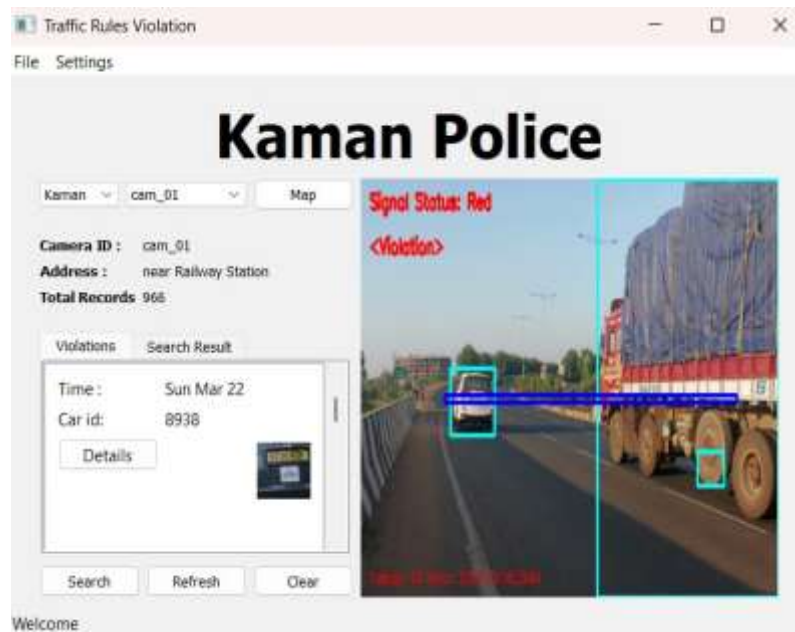 Traffic Rules Violation
File Settings
Kaman Police
Kaman cam_01 Map
Camera ID : cam_01
Address : near Railway Station
Total Records 966
Violations Search Result
Time : Sun Mar 22
Car id: 8938
Details
Search Refresh Clear
Signal Status: Red
<Violation>
Welcome